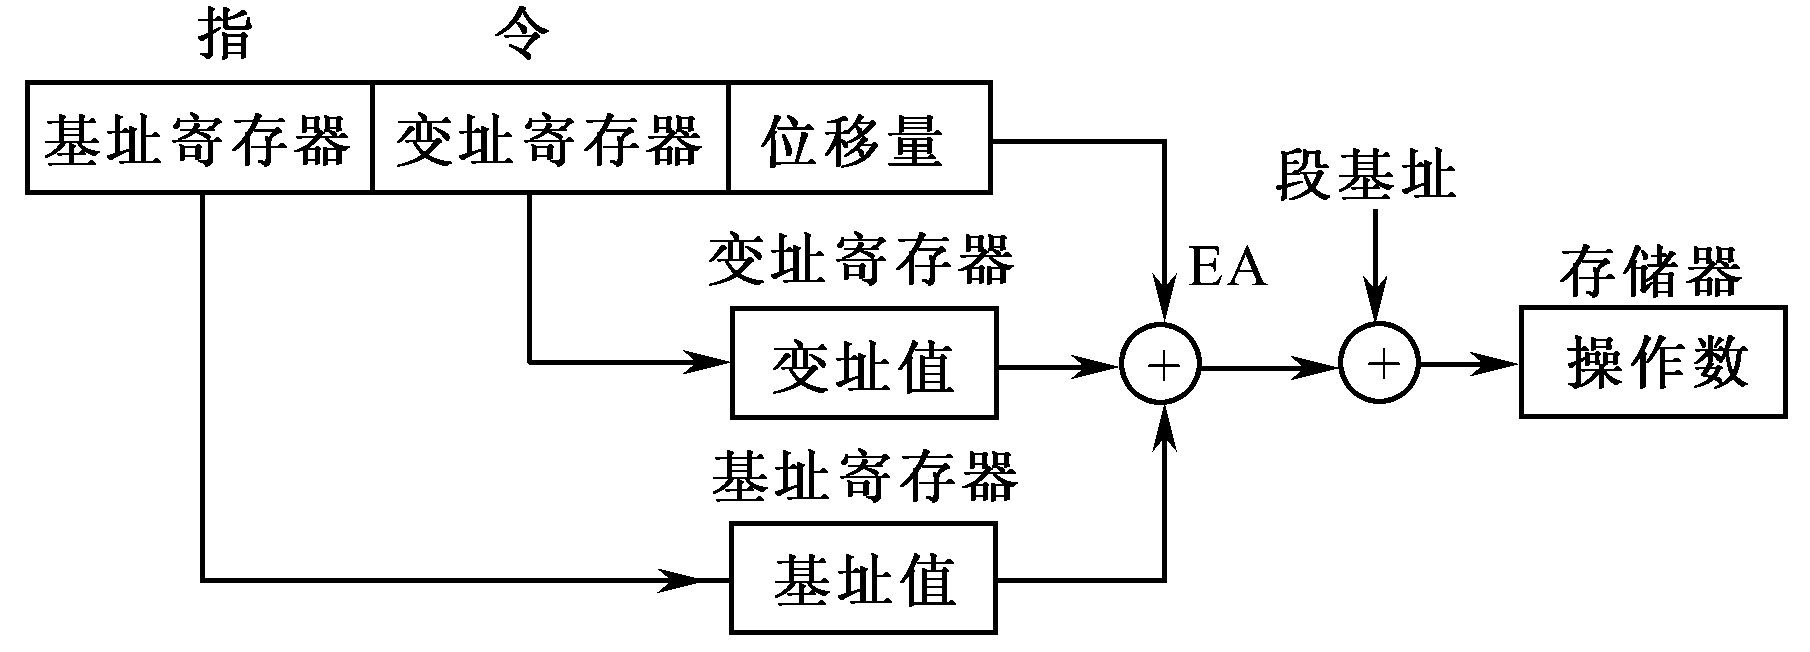 指 令
基址寄存器 变址寄存器 位移量
段基址
变址寄存器
EA
存储器
变址值
+
+
操作数
基址寄存器
基址值